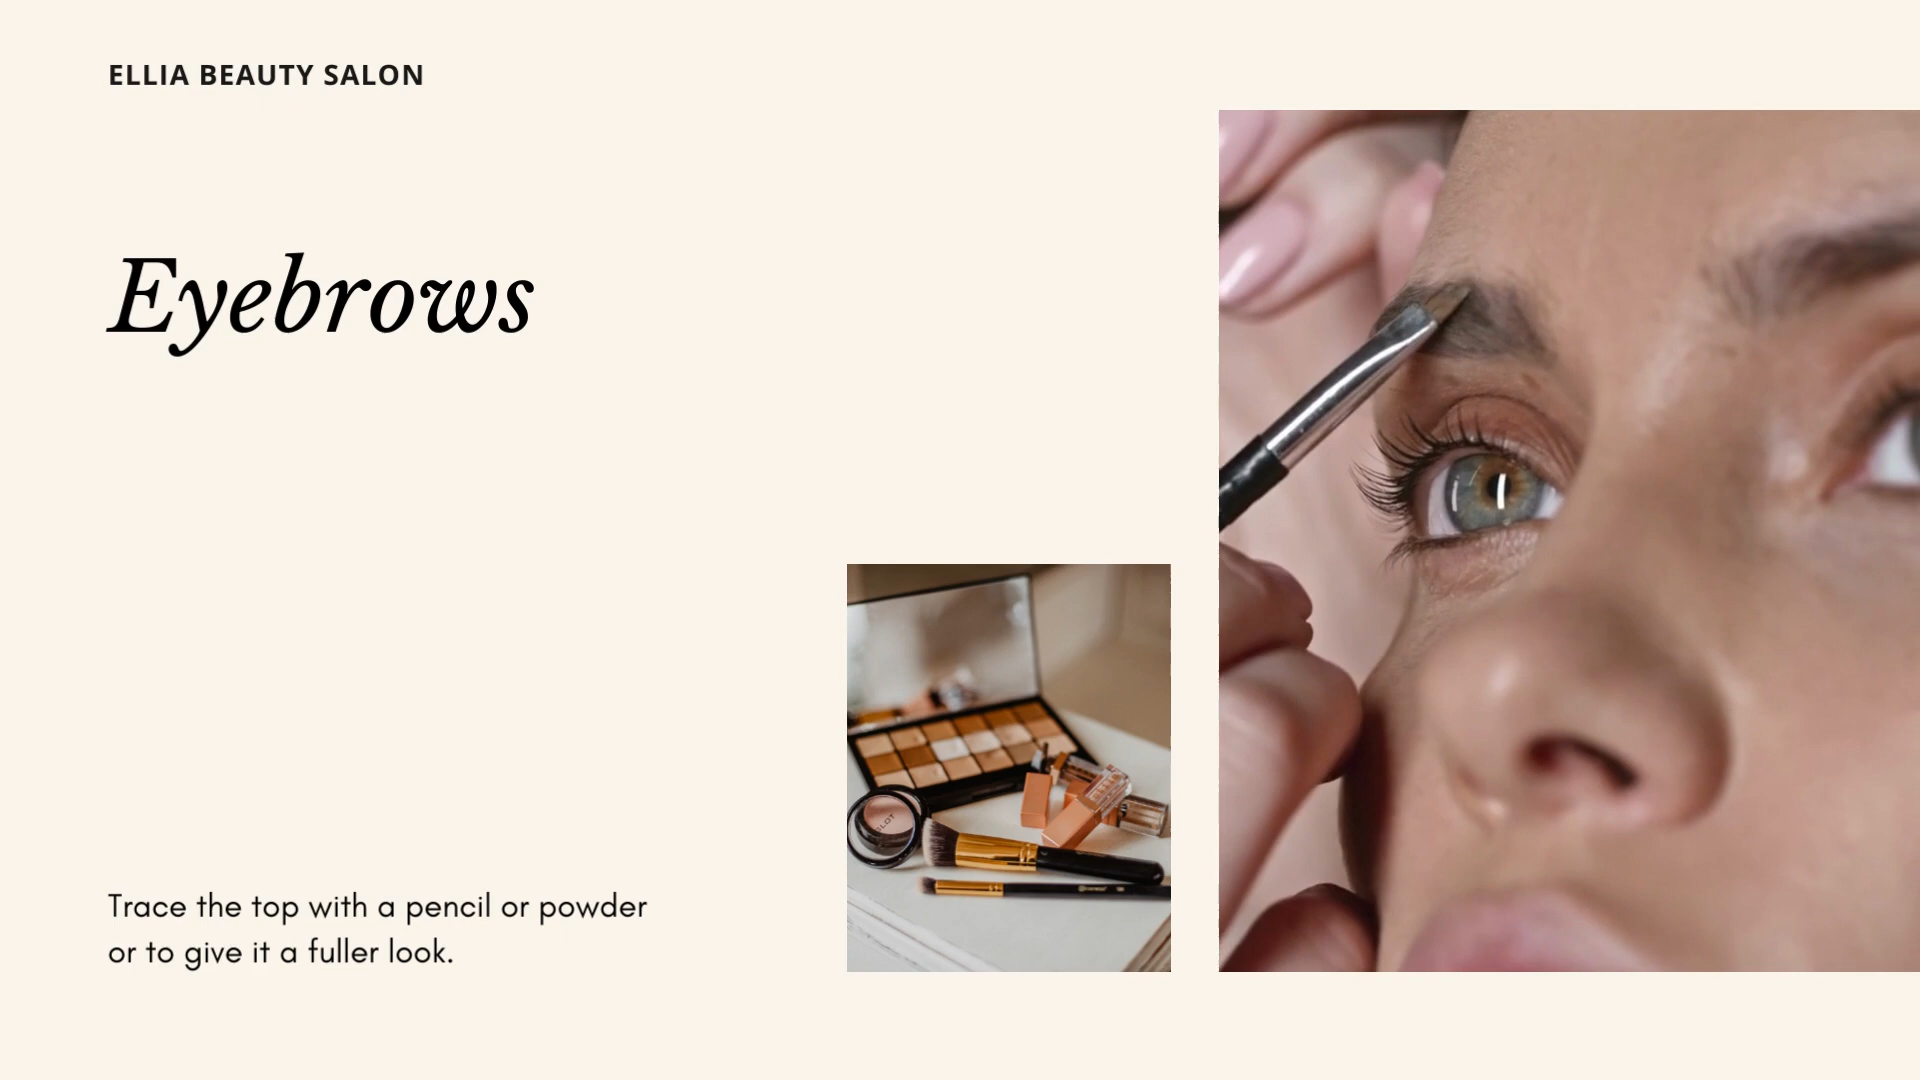 ELLIA BEAUTY SALON
Eyebrows
Trace the top with a pencil or powder
or to give it a fuller look.